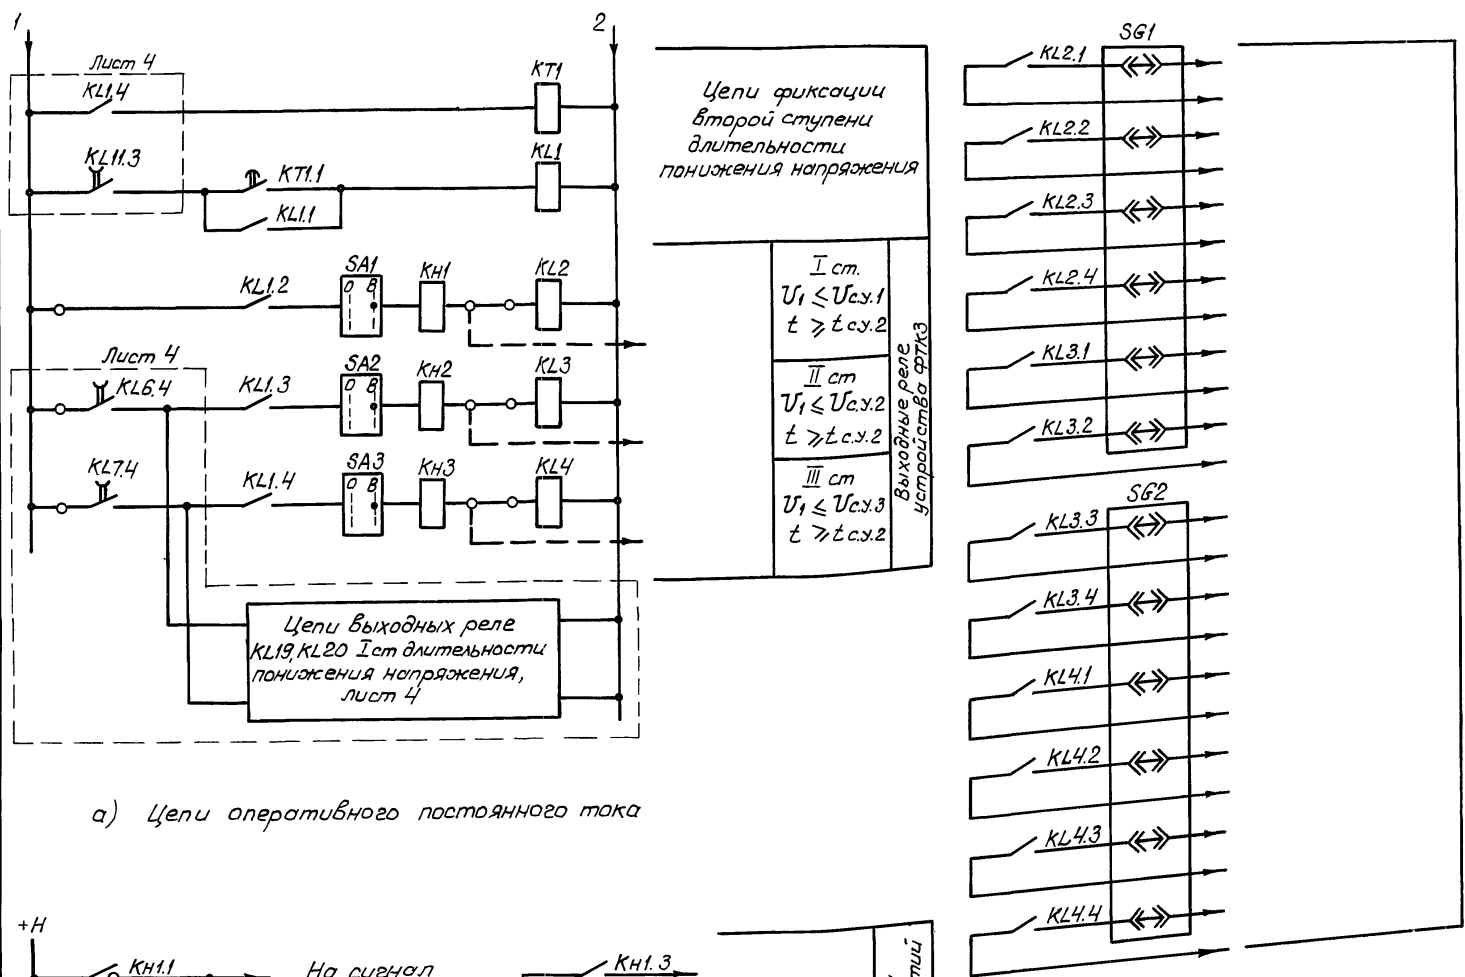 1
2
Лист 4
KL1.4
KT1
KL11.3
KT1.1
KL1
KL1.1
Цепи фиксации
второй ступени
длительности
понижения напряжения
KL1.2
SA1
O B
KH1
KL2
I ст.
U1 ≤ Uс.у.1
t ⩾ tс.у.2
Лист 4
KL6.4
KL1.3
SA2
O B
KH2
KL3
II ст
U1 ≤ Uс.у.2
t ⩾ tс.у.2
KL7.4
KL1.4
SA3
O B
KH3
KL4
III ст
U1 ≤ Uс.у.3
t ⩾ tс.у.2
Выходные реле
устройства ФТКЗ
Цепи выходных реле
KL19, KL20 Iст длительности
понижения напряжения,
лист 4
а) Цепи оперативного постоянного тока
SG1
KL2.1
KL2.2
KL2.3
KL2.4
KL3.1
KL3.2
SG2
KL3.3
KL3.4
KL4.1
KL4.2
KL4.3
KL4.4
+Н
KH1.1
На сигнал
KH1.3